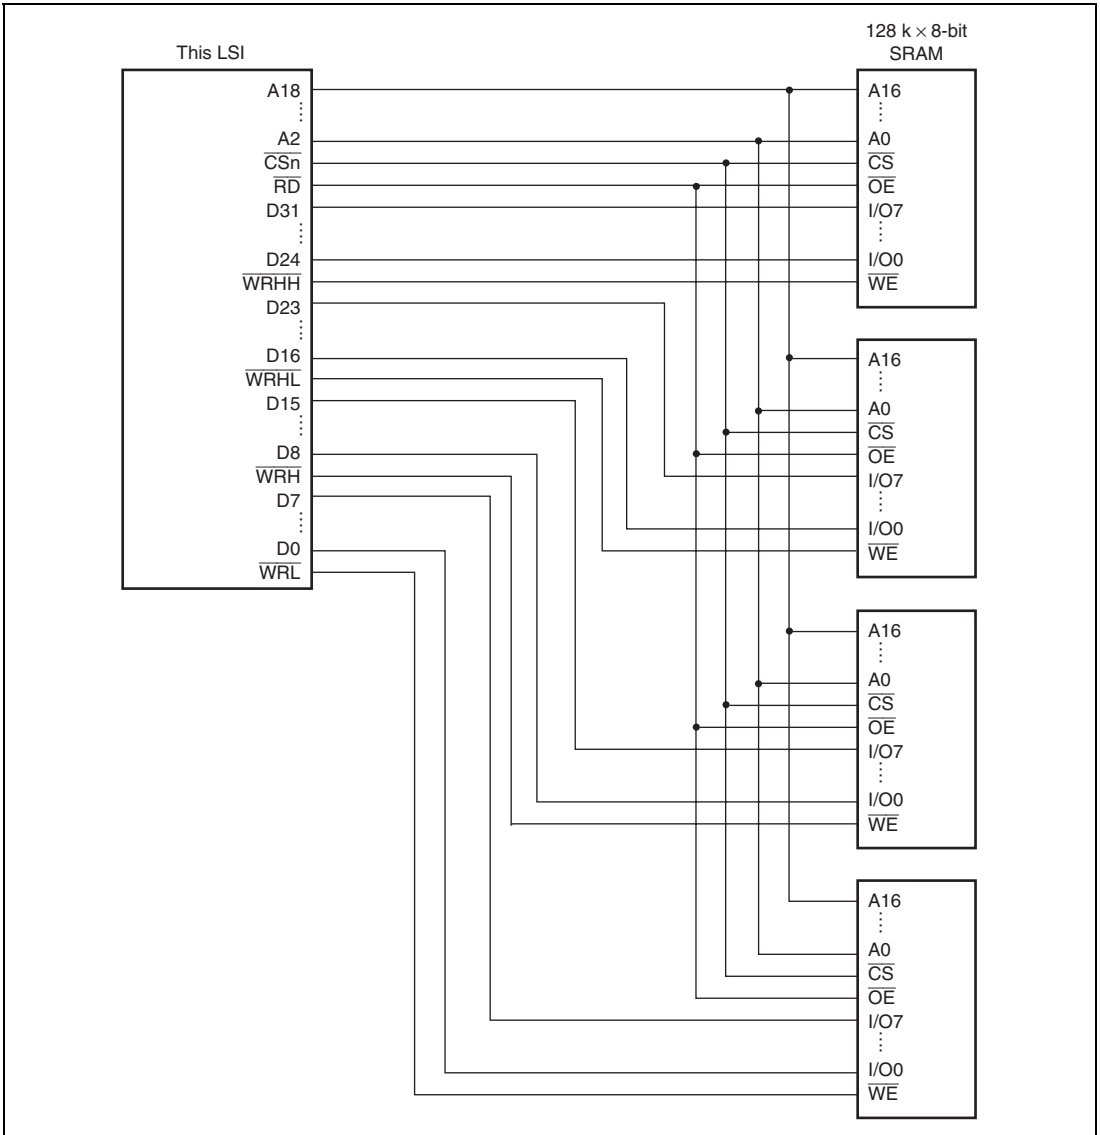 This LSI
A18
A2
CSn
RD
D31
D24
WRHH
D23
D16
WRHL
D15
D8
WRH
D7
D0
WRL
128 k × 8-bit
SRAM
A16
A0
CS
OE
I/O7
I/O0
WE
A16
A0
CS
OE
I/O7
I/O0
WE
A16
A0
CS
OE
I/O7
I/O0
WE
A16
A0
CS
OE
I/O7
I/O0
WE